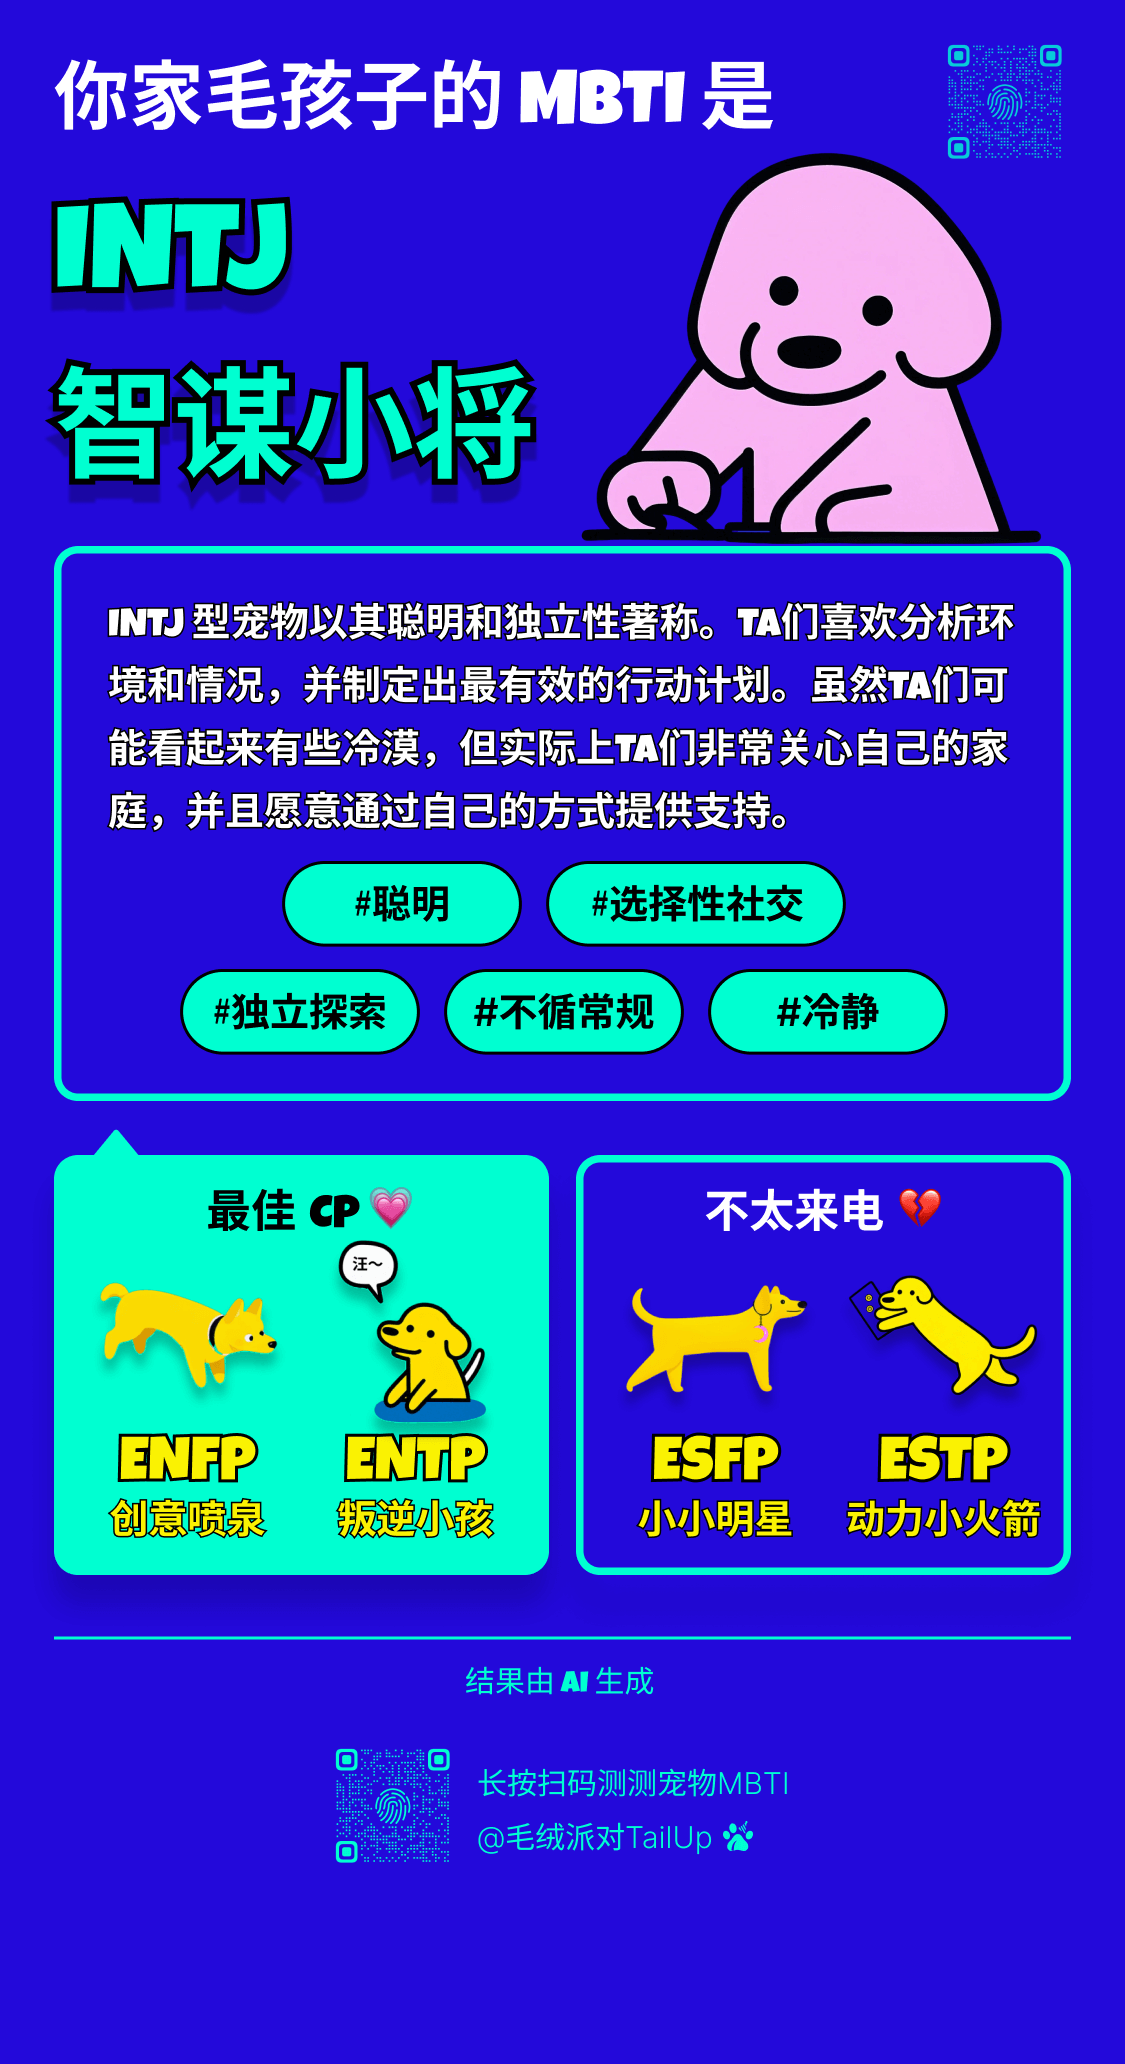 你家毛孩子的 MBTI 是
INTJ
智谋小将
INTJ 型宠物以其聪明和独立性著称。TA们喜欢分析环
境和情况，并制定出最有效的行动计划。虽然TA们可
能看起来有些冷漠，但实际上TA们非常关心自己的家
庭，并且愿意通过自己的方式提供支持。
#聪明
#选择性社交
#独立探索
#不循常规
#冷静
最佳 CP💗
汪～
ENFP
创意喷泉
ENTP
叛逆小孩
不太来电 💔
ESFP
小小明星
ESTP
动力小火箭
结果由 AI 生成
长按扫码测测宠物MBTI
@毛绒派对TailUp